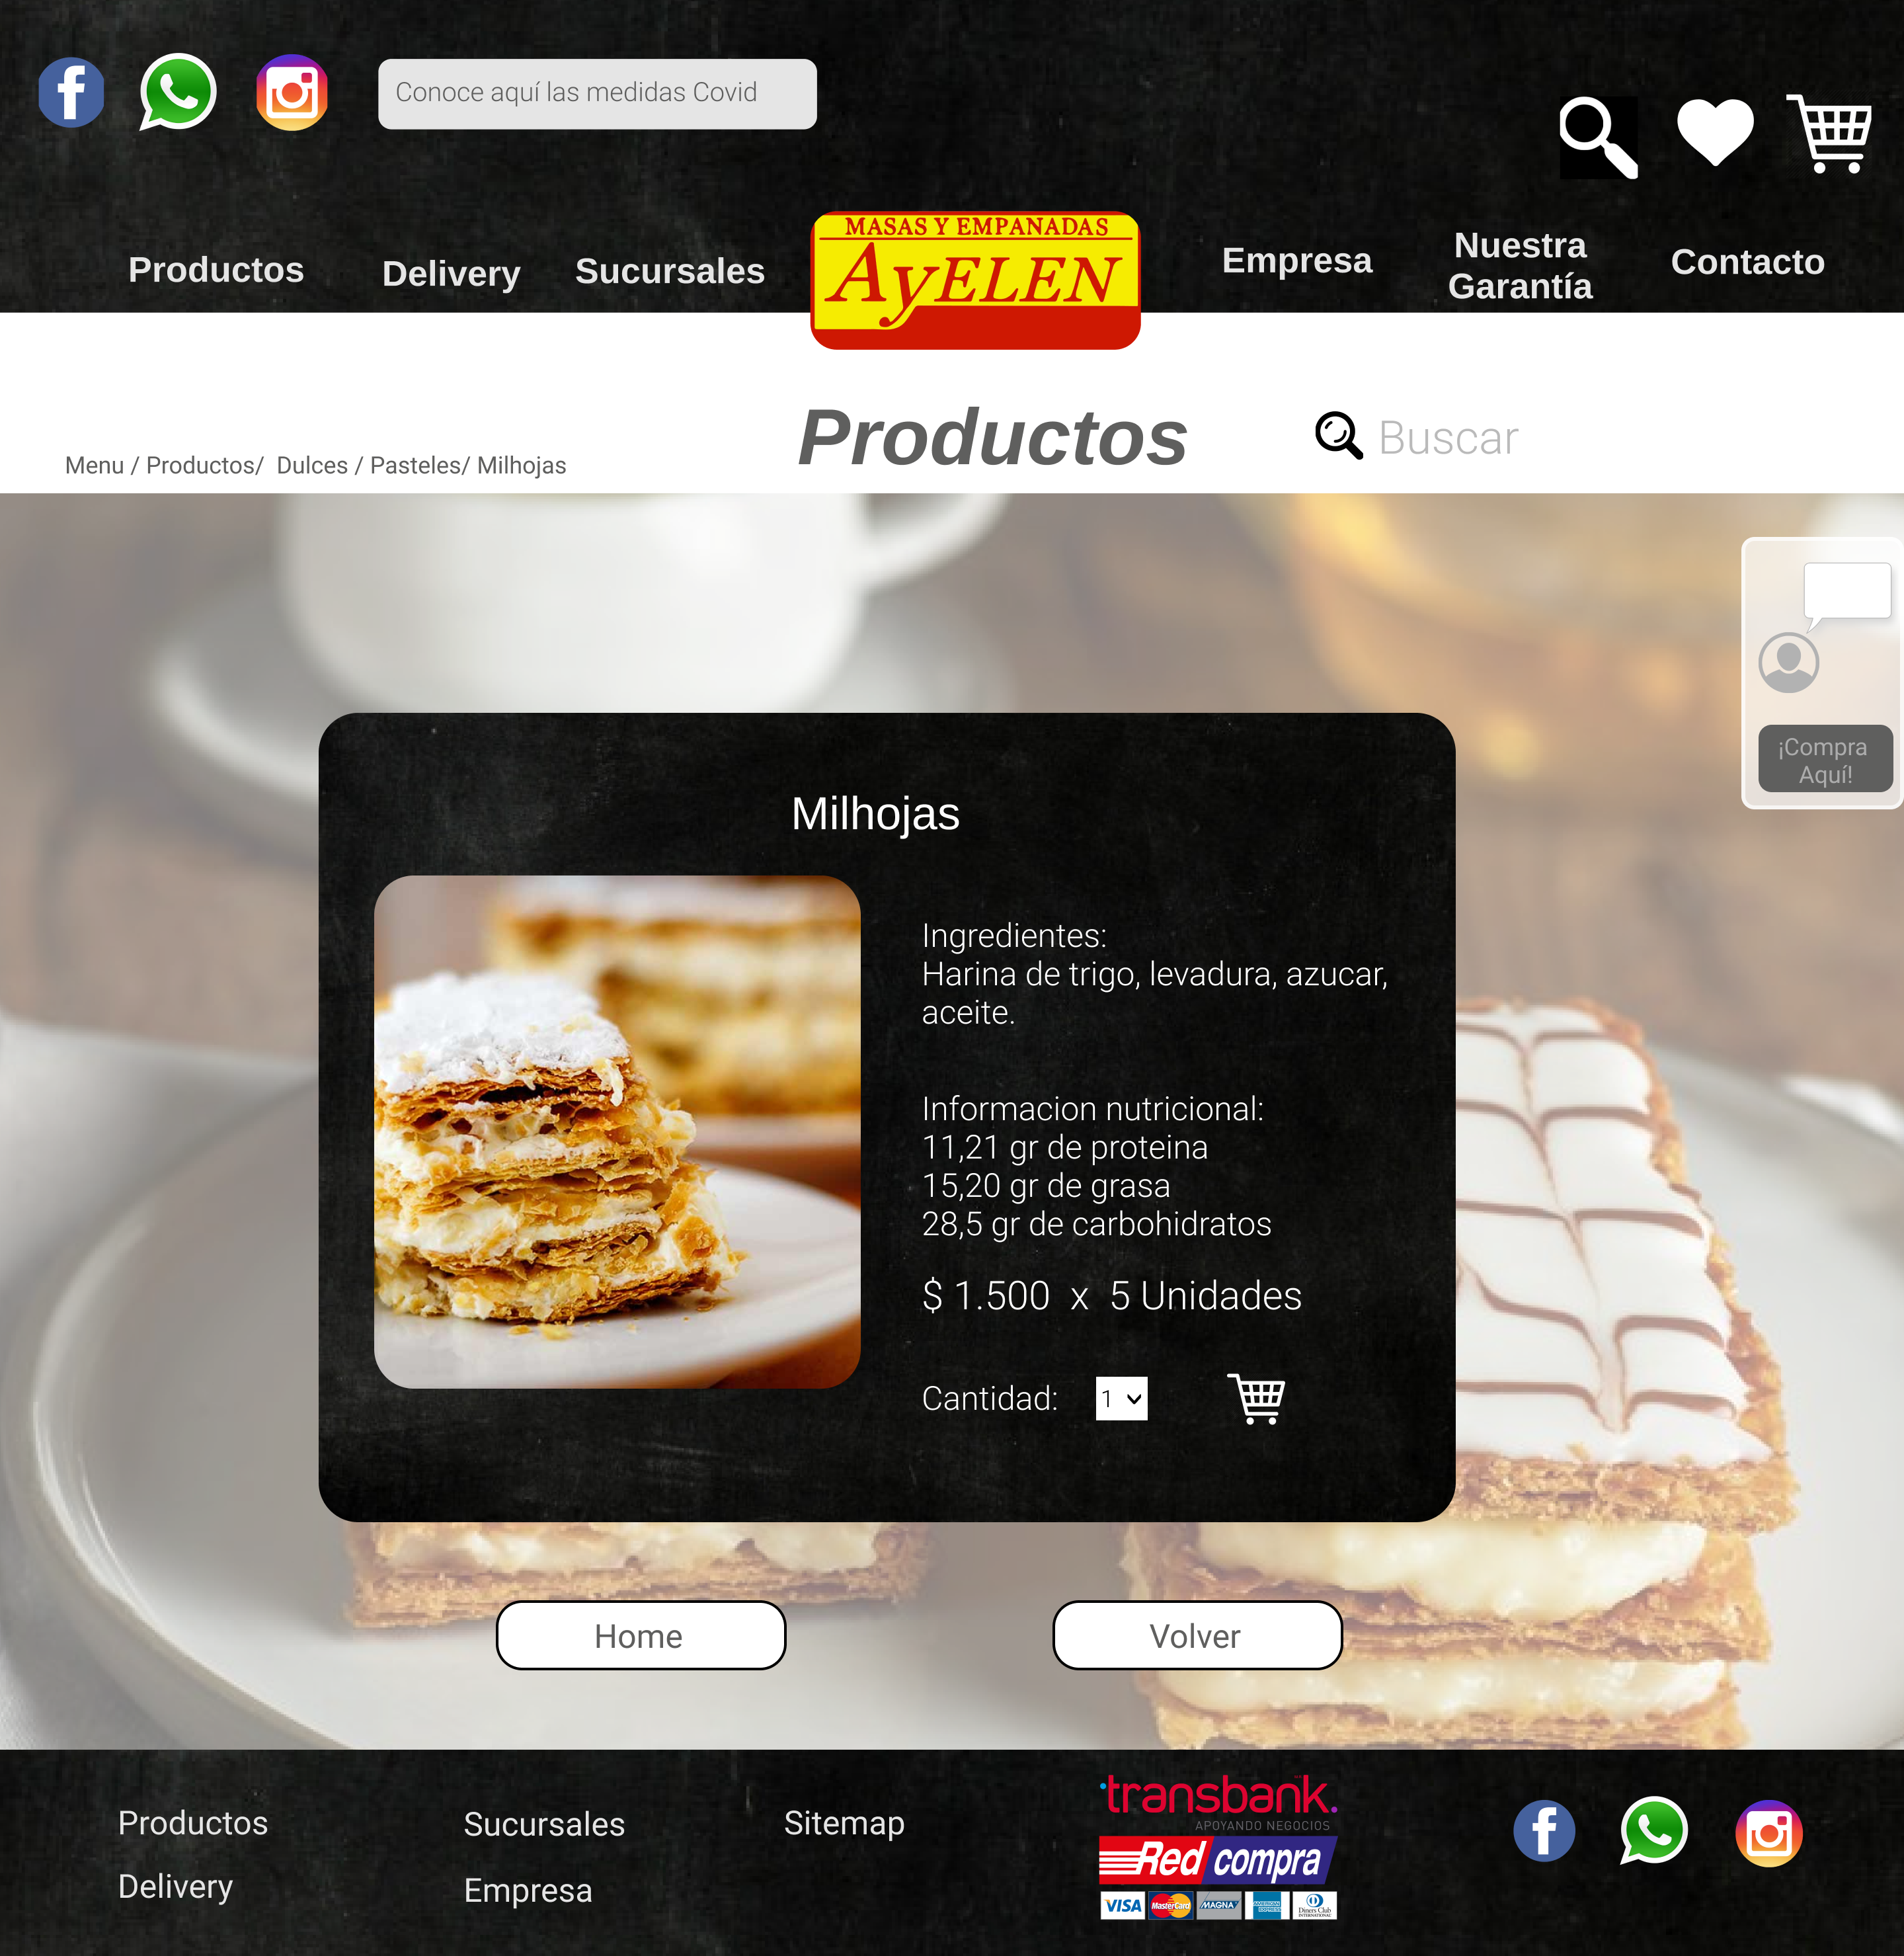 Conoce aquí las medidas Covid
Productos
Delivery
Sucursales
MASAS Y EMPANADAS
AyELEN
Empresa
Nuestra
Garantía
Contacto
Menu / Productos/  Dulces / Pasteles/ Milhojas
Productos
Buscar
¡Compra
Aquí!
Milhojas
Ingredientes:
Harina de trigo, levadura, azucar,
aceite.
Informacion nutricional:
11,21 gr de proteina
15,20 gr de grasa
28,5 gr de carbohidratos
$ 1.500  x  5 Unidades
Cantidad:
1
Home
Volver
Productos
Delivery
Sucursales
Empresa
Sitemap
transbank.
APOYANDO NEGOCIOS
Red compra
VISA
MasterCard
MAGNA
AMERICAN
EXPRESS
Diners Club
INTERNATIONAL